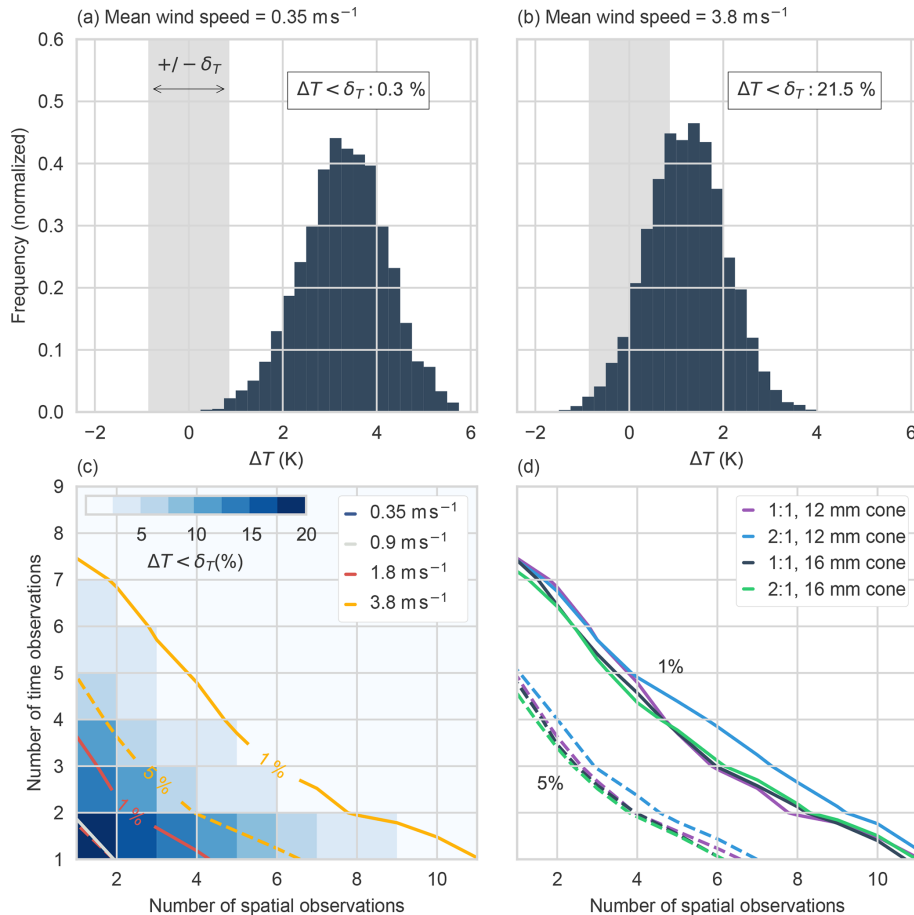 (a) Mean wind speed = 0.35 m s⁻¹
(b) Mean wind speed = 3.8 m s⁻¹
0.6
0.5
0.4
0.3
0.2
0.1
0.0
Frequency (normalized)
+/− δ_T
ΔT < δ_T : 0.3 %
ΔT < δ_T : 21.5 %
−2 0 2 4 6
−2 0 2 4 6
ΔT (K)
ΔT (K)
(c)
(d)
9
8
7
6
5
4
3
2
1
Number of time observations
5 10 15 20
ΔT < δ_T(%)
0.35 m s⁻¹
0.9 m s⁻¹
1.8 m s⁻¹
3.8 m s⁻¹
1 %
5 %
1 %
2 4 6 8 10
Number of spatial observations
1:1, 12 mm cone
2:1, 12 mm cone
1:1, 16 mm cone
2:1, 16 mm cone
1%
5%
2 4 6 8 10
Number of spatial observations